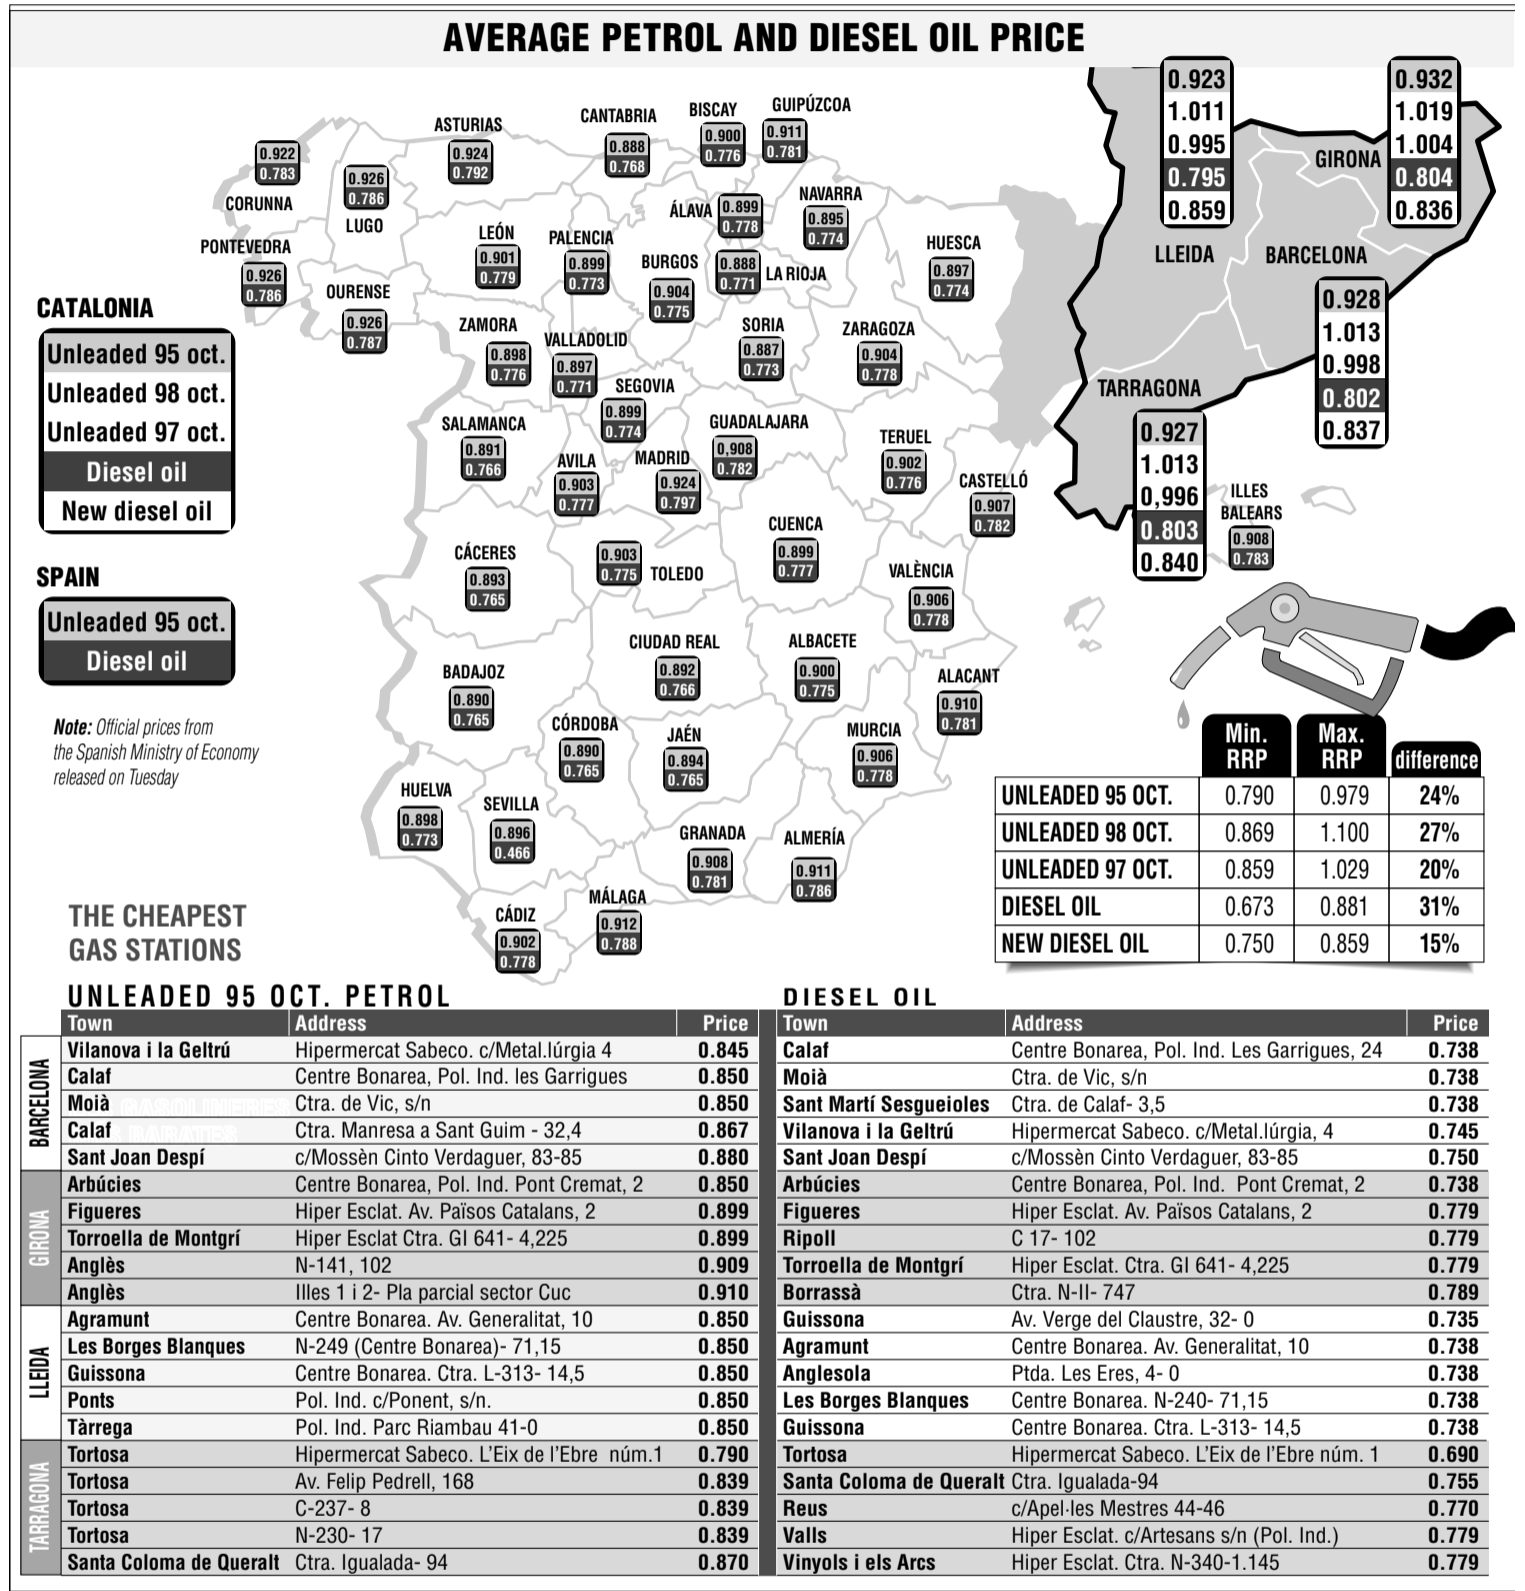 AVERAGE PETROL AND DIESEL OIL PRICE
CORUNNA
0.922
0.783
LUGO
0.926
0.786
ASTURIAS
0.924
0.792
CANTABRIA
0.888
0.768
BISCAY
0.900
0.776
GUIPÚZCOA
0.911
0.781
PONTEVEDRA
0.926
0.786
OURENSE
0.926
0.787
LEÓN
0.901
0.779
PALENCIA
0.899
0.773
BURGOS
0.904
0.775
ÁLAVA
0.899
0.778
LA RIOJA
0.888
0.771
NAVARRA
0.895
0.774
HUESCA
0.897
0.774
ZAMORA
0.898
0.776
VALLADOLID
0.897
0.771
SEGOVIA
0.899
0.774
SORIA
0.887
0.773
ZARAGOZA
0.904
0.778
SALAMANCA
0.891
0.766
AVILA
0.903
0.777
MADRID
0.924
0.797
GUADALAJARA
0,908
0.782
TERUEL
0.902
0.776
CASTELLÓ
0.907
0.782
CÁCERES
0.893
0.765
TOLEDO
0.903
0.775
CUENCA
0.899
0.777
VALÈNCIA
0.906
0.778
BADAJOZ
0.890
0.765
CIUDAD REAL
0.892
0.766
ALBACETE
0.900
0.775
ALACANT
0.910
0.781
CÓRDOBA
0.890
0.765
JAÉN
0.894
0.765
MURCIA
0.906
0.778
HUELVA
0.898
0.773
SEVILLA
0.896
0.466
GRANADA
0.908
0.781
ALMERÍA
0.911
0.786
CÁDIZ
0.902
0.778
MÁLAGA
0.912
0.788
ILLES
BALEARS
0.908
0.783
LLEIDA
0.923
1.011
0.995
0.795
0.859
GIRONA
0.932
1.019
1.004
0.804
0.836
BARCELONA
0.928
1.013
0.998
0.802
0.837
TARRAGONA
0.927
1.013
0,996
0.803
0.840
CATALONIA
Unleaded 95 oct.
Unleaded 98 oct.
Unleaded 97 oct.
Diesel oil
New diesel oil
SPAIN
Unleaded 95 oct.
Diesel oil
Note: Official prices from
the Spanish Ministry of Economy
released on Tuesday
Min. RRP Max. RRP difference
UNLEADED 95 OCT. 0.790 0.979 24%
UNLEADED 98 OCT. 0.869 1.100 27%
UNLEADED 97 OCT. 0.859 1.029 20%
DIESEL OIL 0.673 0.881 31%
NEW DIESEL OIL 0.750 0.859 15%
THE CHEAPEST
GAS STATIONS
UNLEADED 95 OCT. PETROL
Town Address Price
BARCELONA
Vilanova i la Geltrú Hipermercat Sabeco. c/Metal.lúrgia 4 0.845
Calaf Centre Bonarea, Pol. Ind. les Garrigues 0.850
Moià Ctra. de Vic, s/n 0.850
Calaf Ctra. Manresa a Sant Guim - 32,4 0.867
Sant Joan Despí c/Mossèn Cinto Verdaguer, 83-85 0.880
GIRONA
Arbúcies Centre Bonarea, Pol. Ind. Pont Cremat, 2 0.850
Figueres Hiper Esclat. Av. Països Catalans, 2 0.899
Torroella de Montgrí Hiper Esclat Ctra. GI 641- 4,225 0.899
Anglès N-141, 102 0.909
Anglès Illes 1 i 2- Pla parcial sector Cuc 0.910
LLEIDA
Agramunt Centre Bonarea. Av. Generalitat, 10 0.850
Les Borges Blanques N-249 (Centre Bonarea)- 71,15 0.850
Guissona Centre Bonarea. Ctra. L-313- 14,5 0.850
Ponts Pol. Ind. c/Ponent, s/n. 0.850
Tàrrega Pol. Ind. Parc Riambau 41-0 0.850
TARRAGONA
Tortosa Hipermercat Sabeco. L'Eix de l'Ebre núm.1 0.790
Tortosa Av. Felip Pedrell, 168 0.839
Tortosa C-237- 8 0.839
Tortosa N-230- 17 0.839
Santa Coloma de Queralt Ctra. Igualada- 94 0.870
GASOLINERES
BARATES
DIESEL OIL
Town Address Price
Calaf Centre Bonarea, Pol. Ind. Les Garrigues, 24 0.738
Moià Ctra. de Vic, s/n 0.738
Sant Martí Sesgueioles Ctra. de Calaf- 3,5 0.738
Vilanova i la Geltrú Hipermercat Sabeco. c/Metal.lúrgia, 4 0.745
Sant Joan Despí c/Mossèn Cinto Verdaguer, 83-85 0.750
Arbúcies Centre Bonarea, Pol. Ind. Pont Cremat, 2 0.738
Figueres Hiper Esclat. Av. Països Catalans, 2 0.779
Ripoll C 17- 102 0.779
Torroella de Montgrí Hiper Esclat. Ctra. GI 641- 4,225 0.779
Borrassà Ctra. N-II- 747 0.789
Guissona Av. Verge del Claustre, 32- 0 0.735
Agramunt Centre Bonarea. Av. Generalitat, 10 0.738
Anglesola Ptda. Les Eres, 4- 0 0.738
Les Borges Blanques Centre Bonarea. N-240- 71,15 0.738
Guissona Centre Bonarea. Ctra. L-313- 14,5 0.738
Tortosa Hipermercat Sabeco. L'Eix de l'Ebre núm. 1 0.690
Santa Coloma de Queralt Ctra. Igualada-94 0.755
Reus c/Apel·les Mestres 44-46 0.770
Valls Hiper Esclat. c/Artesans s/n (Pol. Ind.) 0.779
Vinyols i els Arcs Hiper Esclat. Ctra. N-340-1.145 0.779